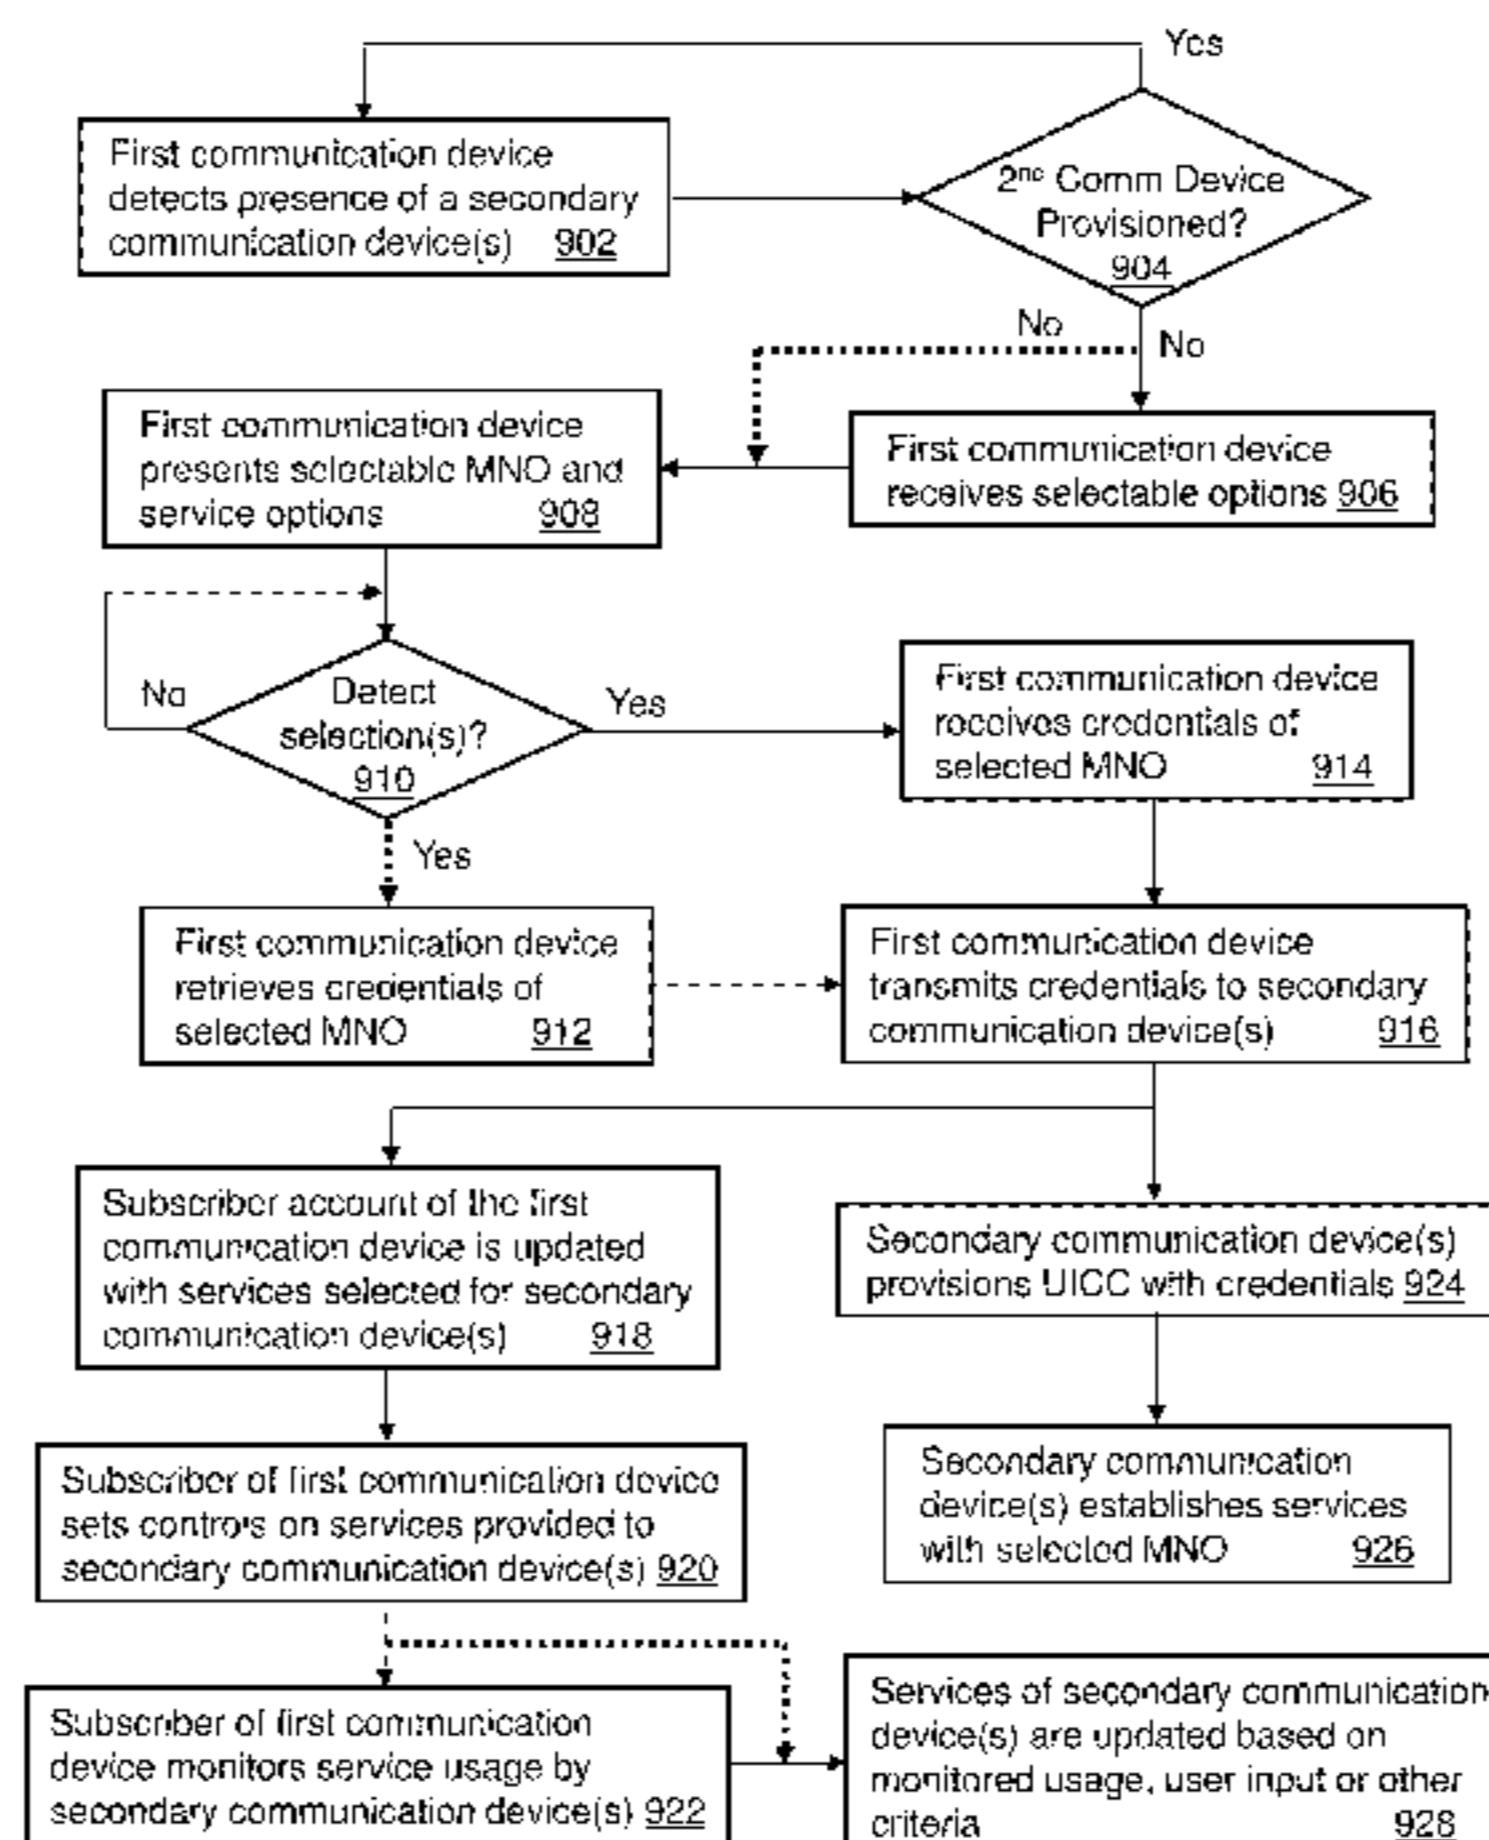 Yes
First communication device
detects presence of a secondary
communication device(s) 902
2nd Comm Device
Provisioned?
904
No
No
First communication device
receives selectable options 906
First communication device
presents selectable MNO and
service options 908
Detect
selection(s)?
910
No
Yes
Yes
First communication device
receives credentials of
selected MNO 914
First communication device
retrieves credentials of
selected MNO 912
First communication device
transmits credentials to secondary
communication device(s) 916
Subscriber account of the first
communication device is updated
with services selected for secondary
communication device(s) 918
Secondary communication device(s)
provisions UICC with credentials 924
Subscriber of first communication device
sets controls on services provided to
secondary communication device(s) 920
Secondary communication
device(s) establishes services
with selected MNO 926
Subscriber of first communication
device monitors service usage by
secondary communication device(s) 922
Services of secondary communication
device(s) are updated based on
monitored usage, user input or other
criteria 928